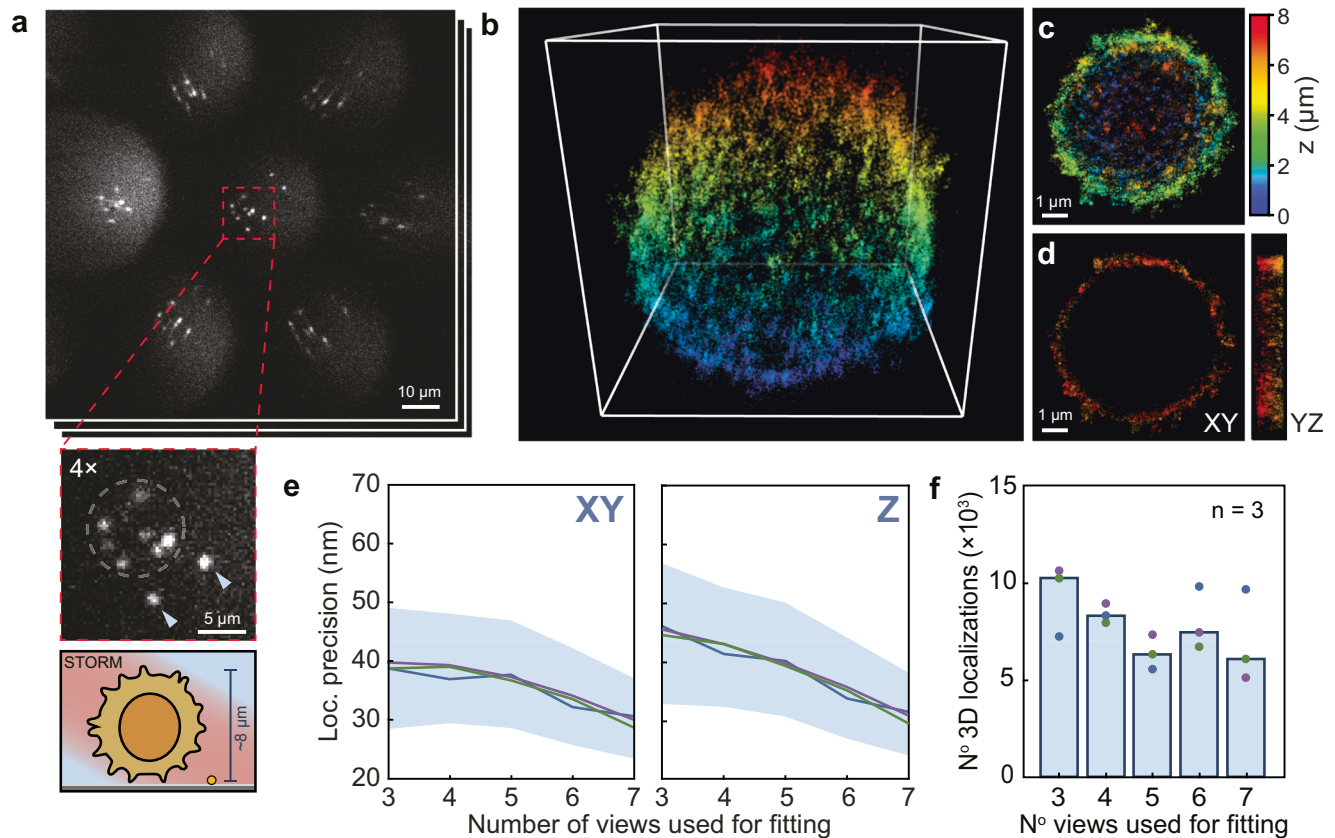 a
10 µm
4×
5 µm
STORM
~8 µm
b
c
1 µm
8
6
4
2
0
z (µm)
d
1 µm
XY
YZ
e
XY
Z
70
60
50
40
30
20
Loc. precision (nm)
3 4 5 6 7
3 4 5 6 7
Number of views used for fitting
f
n = 3
15
10
5
0
Nº 3D localizations (×10³)
3 4 5 6 7
Nº views used for fitting